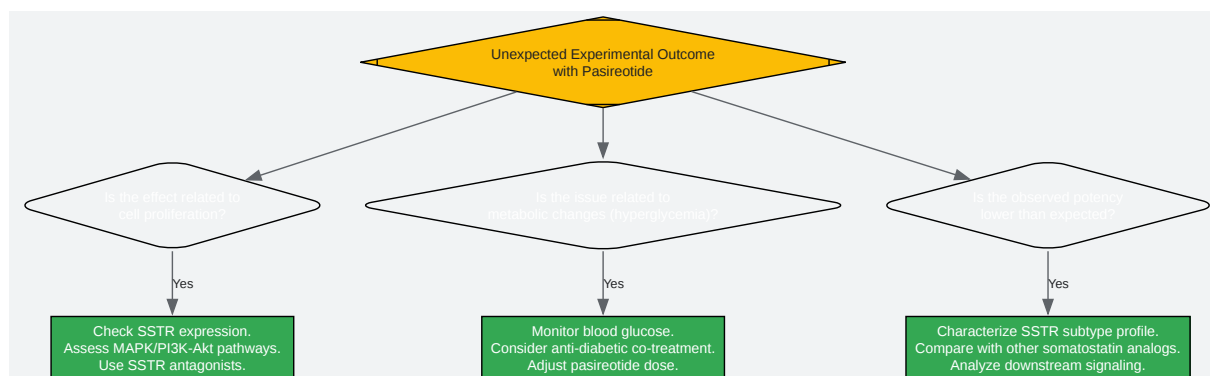 Unexpected Experimental Outcome
with Pasireotide
Is the effect related to
cell proliferation?
Is the issue related to
metabolic changes (hyperglycemia)?
Is the observed potency
lower than expected?
Yes
Yes
Yes
Check SSTR expression.
Assess MAPK/PI3K-Akt pathways.
Use SSTR antagonists.
Monitor blood glucose.
Consider anti-diabetic co-treatment.
Adjust pasireotide dose.
Characterize SSTR subtype profile.
Compare with other somatostatin analogs.
Analyze downstream signaling.